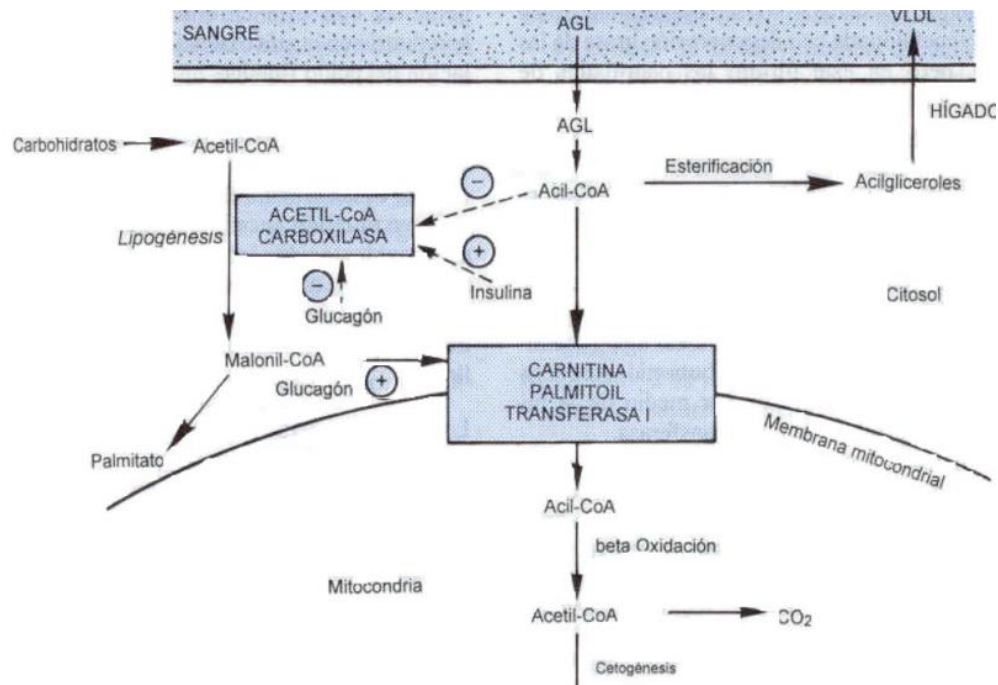 SANGRE
AGL
VLDL
HÍGADO
AGL
Carbohidratos
Acetil-CoA
Esterificación
Acil-CoA
Acilgliceroles
−
ACETIL-CoA
CARBOXILASA
Lipogénesis
+
Insulina
−
Glucagón
Citosol
Malonil-CoA
Glucagón
+
CARNITINA
PALMITOIL
TRANSFERASA I
Membrana mitocondrial
Palmitato
Acil-CoA
beta Oxidación
Mitocondria
Acetil-CoA
CO2
Cetogénesis